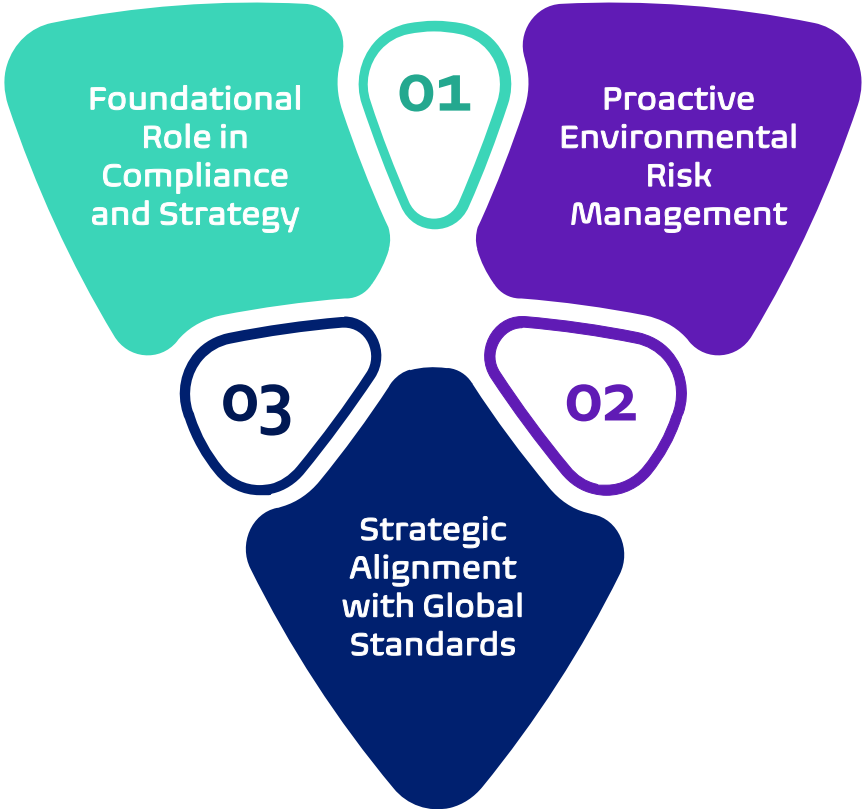 01
Foundational
Role in
Compliance
and Strategy
02
Proactive
Environmental
Risk
Management
03
Strategic
Alignment
with Global
Standards